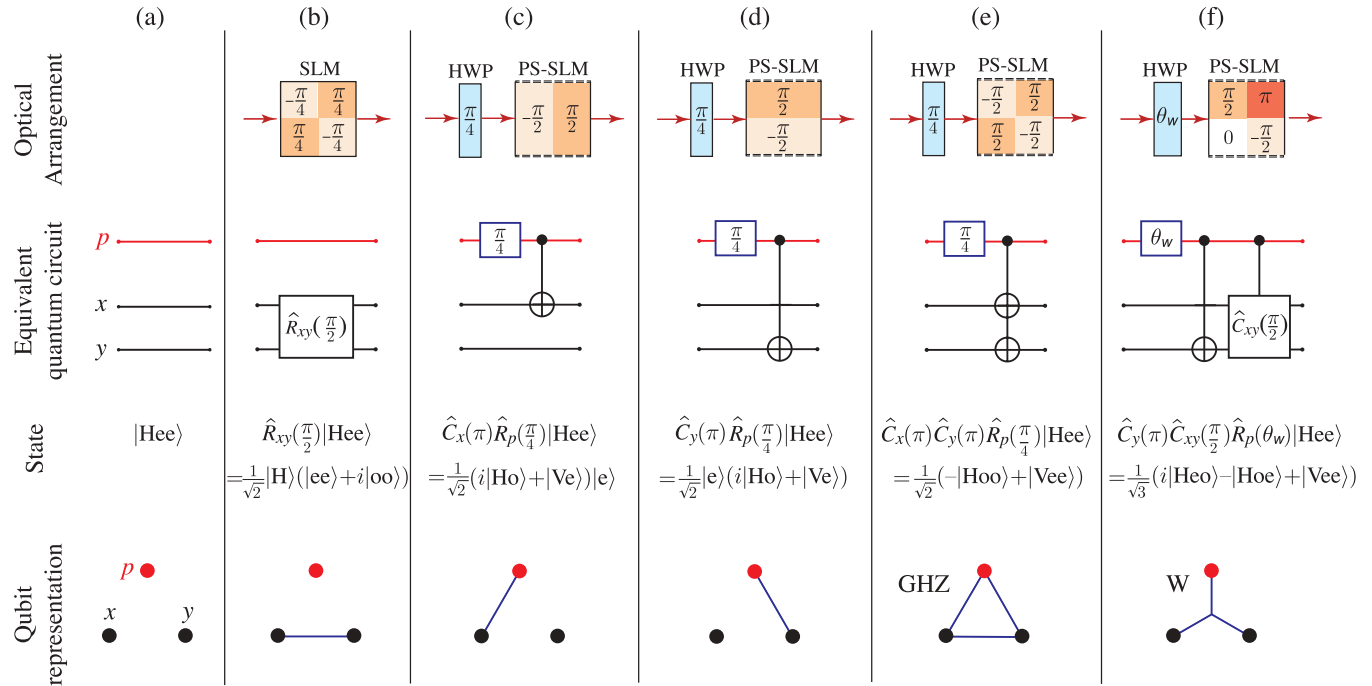 (a) (b) (c) (d) (e) (f)
Optical
Arrangement
SLM
-π/4 π/4
π/4 -π/4
HWP PS-SLM
π/4 -π/2 π/2
HWP PS-SLM
π/4 π/2
-π/2
HWP PS-SLM
π/4 -π/2 π/2
π/2 -π/2
HWP PS-SLM
θ_w π/2 π
0 -π/2
Equivalent
quantum circuit
p
x
y
R̂_xy(π/2)
π/4
π/4
π/4
θ_w
Ĉ_xy(π/2)
State
|Hee⟩
R̂_xy(π/2)|Hee⟩
=1/√2|H⟩(|ee⟩+i|oo⟩)
Ĉ_x(π)R̂_p(π/4)|Hee⟩
=1/√2(i|Ho⟩+|Ve⟩)|e⟩
Ĉ_y(π)R̂_p(π/4)|Hee⟩
=1/√2|e⟩(i|Ho⟩+|Ve⟩)
Ĉ_x(π)Ĉ_y(π)R̂_p(π/4)|Hee⟩
=1/√2(–|Hoo⟩+|Vee⟩)
Ĉ_y(π)Ĉ_xy(π/2)R̂_p(θ_w)|Hee⟩
=1/√3(i|Heo⟩–|Hoe⟩+|Vee⟩)
Qubit
representation
p
x y
GHZ
W